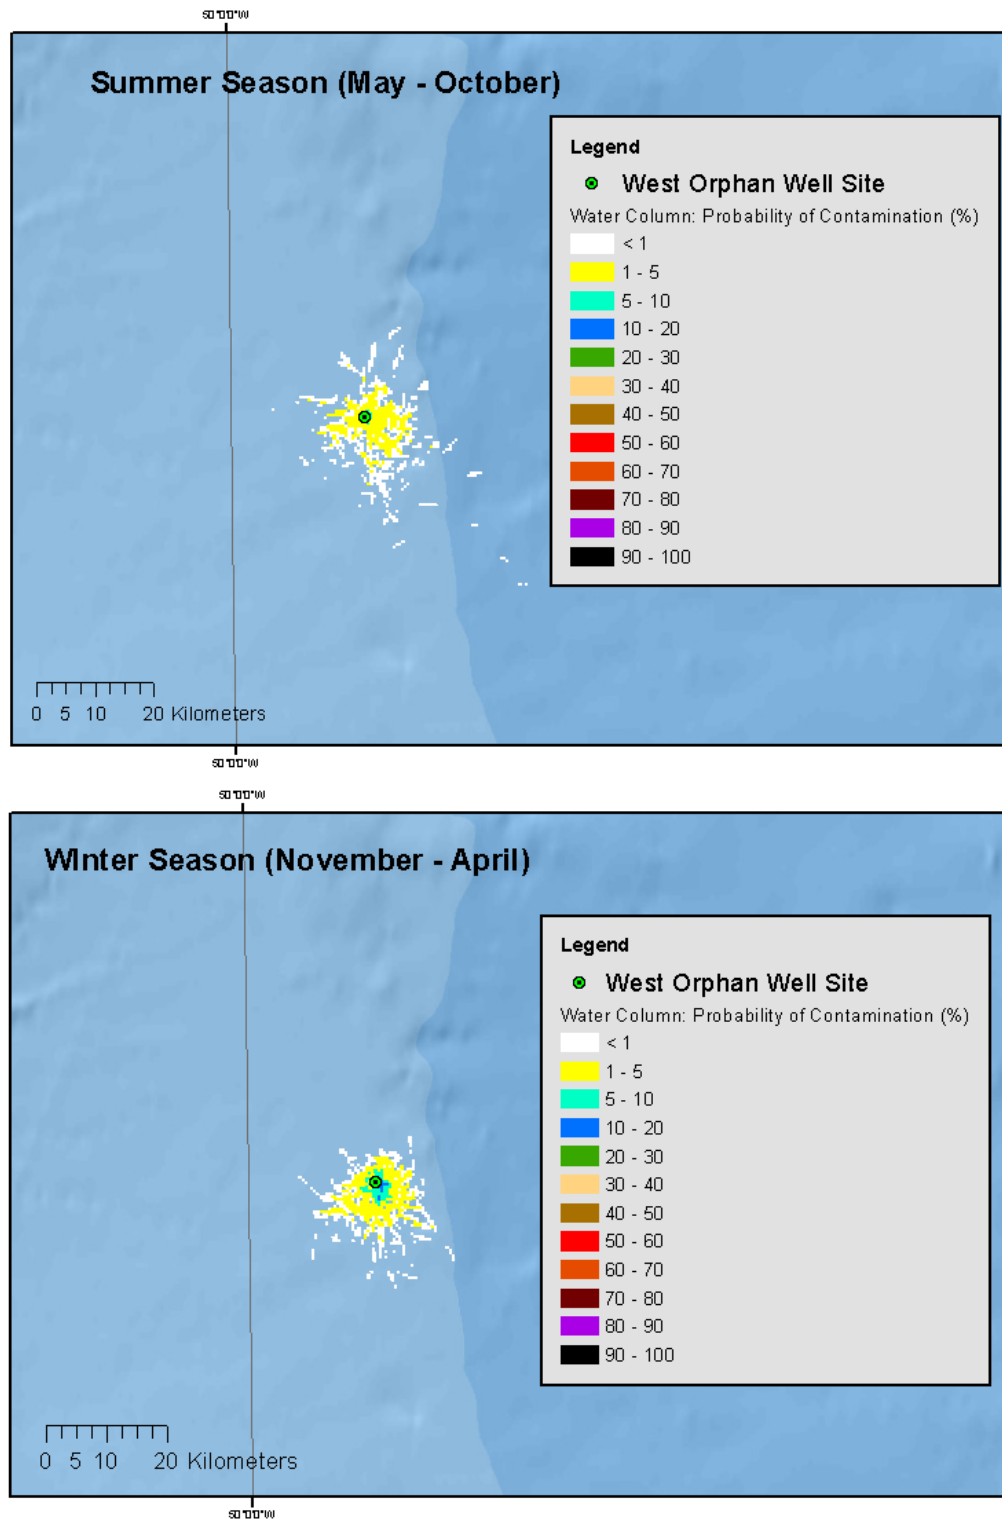 50°0'0"W
Summer Season (May - October)
Legend
West Orphan Well Site
Water Column: Probability of Contamination (%)
< 1
1 - 5
5 - 10
10 - 20
20 - 30
30 - 40
40 - 50
50 - 60
60 - 70
70 - 80
80 - 90
90 - 100
0 5 10 20 Kilometers
50°0'0"W
50°0'0"W
Winter Season (November - April)
Legend
West Orphan Well Site
Water Column: Probability of Contamination (%)
< 1
1 - 5
5 - 10
10 - 20
20 - 30
30 - 40
40 - 50
50 - 60
60 - 70
70 - 80
80 - 90
90 - 100
0 5 10 20 Kilometers
50°0'0"W